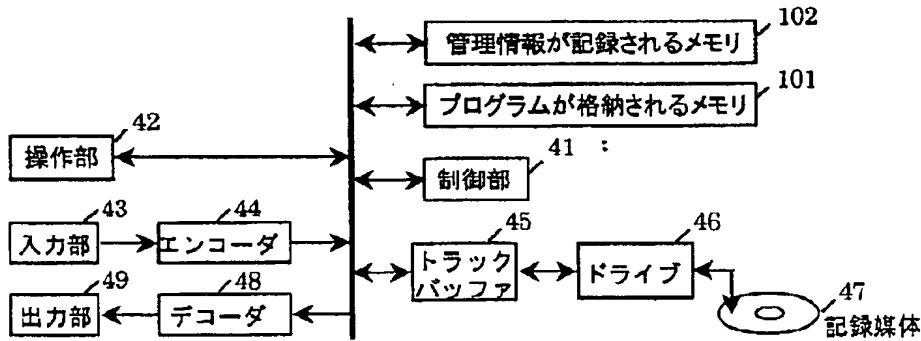 102
管理情報が記録されるメモリ
101
プログラムが格納されるメモリ
42
操作部
41 :
制御部
43
入力部
44
エンコーダ
45
トラック
バッファ
46
ドライブ
47
記録媒体
49
出力部
48
デコーダ